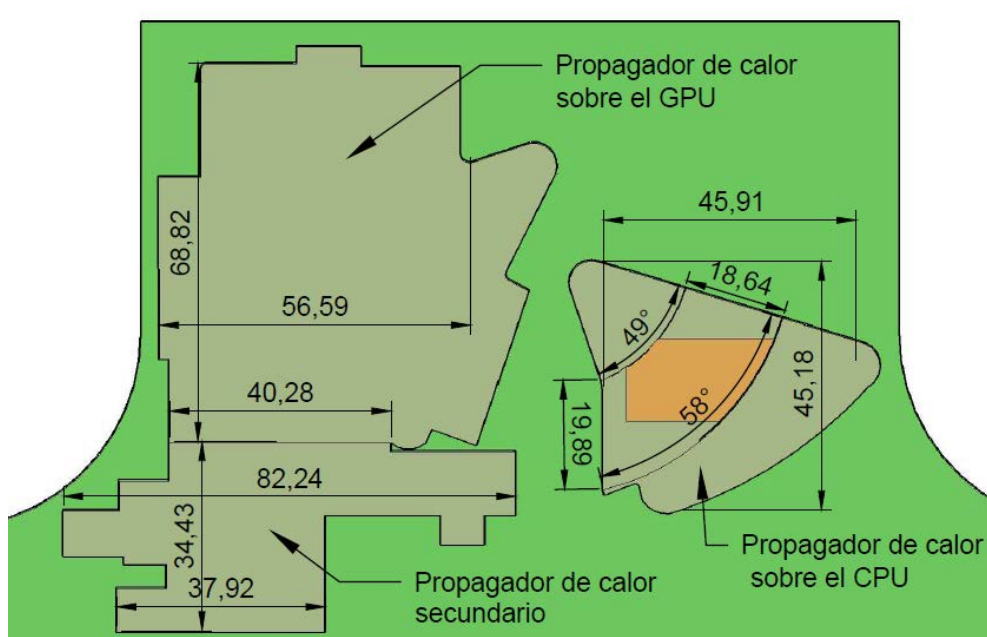 Propagador de calor
sobre el GPU
68,82
56,59
45,91
18,64
49°
58°
45,18
19,89
40,28
82,24
34,43
37,92
Propagador de calor
secundario
Propagador de calor
sobre el CPU